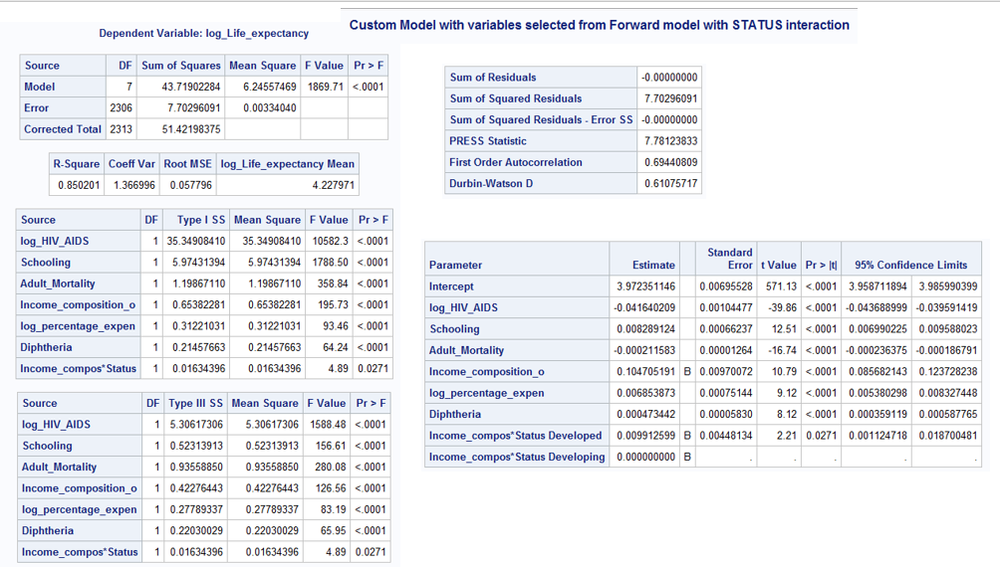 Custom Model with variables selected from Forward model with STATUS interaction
Dependent Variable: log_Life_expectancy
Source DF Sum of Squares Mean Square F Value Pr > F
Model 7 43.71902284 6.24557469 1869.71 <.0001
Error 2306 7.70296091 0.00334040
Corrected Total 2313 51.42198375
R-Square Coeff Var Root MSE log_Life_expectancy Mean
0.850201 1.366996 0.057796 4.227971
Source DF Type I SS Mean Square F Value Pr > F
log_HIV_AIDS 1 35.34908410 35.34908410 10582.3 <.0001
Schooling 1 5.97431394 5.97431394 1788.50 <.0001
Adult_Mortality 1 1.19867110 1.19867110 358.84 <.0001
Income_composition_o 1 0.65382281 0.65382281 195.73 <.0001
log_percentage_expen 1 0.31221031 0.31221031 93.46 <.0001
Diphtheria 1 0.21457663 0.21457663 64.24 <.0001
Income_compos*Status 1 0.01634396 0.01634396 4.89 0.0271
Source DF Type III SS Mean Square F Value Pr > F
log_HIV_AIDS 1 5.30617306 5.30617306 1588.48 <.0001
Schooling 1 0.52313913 0.52313913 156.61 <.0001
Adult_Mortality 1 0.93558850 0.93558850 280.08 <.0001
Income_composition_o 1 0.42276443 0.42276443 126.56 <.0001
log_percentage_expen 1 0.27789337 0.27789337 83.19 <.0001
Diphtheria 1 0.22030029 0.22030029 65.95 <.0001
Income_compos*Status 1 0.01634396 0.01634396 4.89 0.0271
Sum of Residuals -0.00000000
Sum of Squared Residuals 7.70296091
Sum of Squared Residuals - Error SS -0.00000000
PRESS Statistic 7.78123833
First Order Autocorrelation 0.69440809
Durbin-Watson D 0.61075717
Parameter Estimate Standard Error t Value Pr > |t| 95% Confidence Limits
Intercept 3.972351146 0.00695528 571.13 <.0001 3.958711894 3.985990399
log_HIV_AIDS -0.041640209 0.00104477 -39.86 <.0001 -0.043688999 -0.039591419
Schooling 0.008289124 0.00066237 12.51 <.0001 0.006990225 0.009588023
Adult_Mortality -0.000211583 0.00001264 -16.74 <.0001 -0.000236375 -0.000186791
Income_composition_o 0.104705191 B 0.00970072 10.79 <.0001 0.085682143 0.123728238
log_percentage_expen 0.006853873 0.00075144 9.12 <.0001 0.005380298 0.008327448
Diphtheria 0.000473442 0.00005830 8.12 <.0001 0.000359119 0.000587765
Income_compos*Status Developed 0.009912599 B 0.00448134 2.21 0.0271 0.001124718 0.018700481
Income_compos*Status Developing 0.000000000 B . . . . .